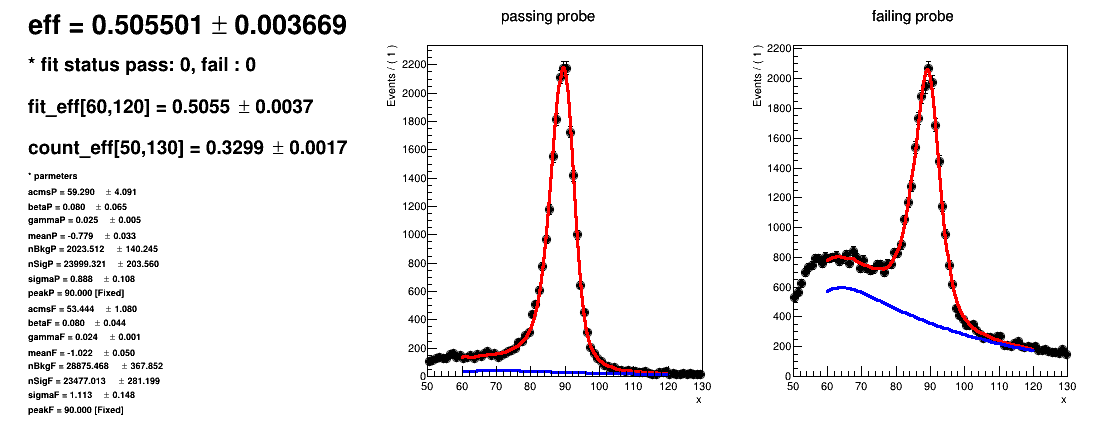 eff = 0.505501 ± 0.003669
* fit status pass: 0, fail : 0
fit_eff[60,120] = 0.5055 ± 0.0037
count_eff[50,130] = 0.3299 ± 0.0017
* parmeters
acmsP = 59.290 ± 4.091
betaP = 0.080 ± 0.065
gammaP = 0.025 ± 0.005
meanP = -0.779 ± 0.033
nBkgP = 2023.512 ± 140.245
nSigP = 23999.321 ± 203.560
sigmaP = 0.888 ± 0.108
peakP = 90.000 [Fixed]
acmsF = 53.444 ± 1.080
betaF = 0.080 ± 0.044
gammaF = 0.024 ± 0.001
meanF = -1.022 ± 0.050
nBkgF = 28875.468 ± 367.852
nSigF = 23477.013 ± 281.199
sigmaF = 1.113 ± 0.148
peakF = 90.000 [Fixed]
passing probe
Events / ( 1 )
2200
2000
1800
1600
1400
1200
1000
800
600
400
200
0
50 60 70 80 90 100 110 120 130
x
failing probe
Events / ( 1 )
2200
2000
1800
1600
1400
1200
1000
800
600
400
200
0
50 60 70 80 90 100 110 120 130
x